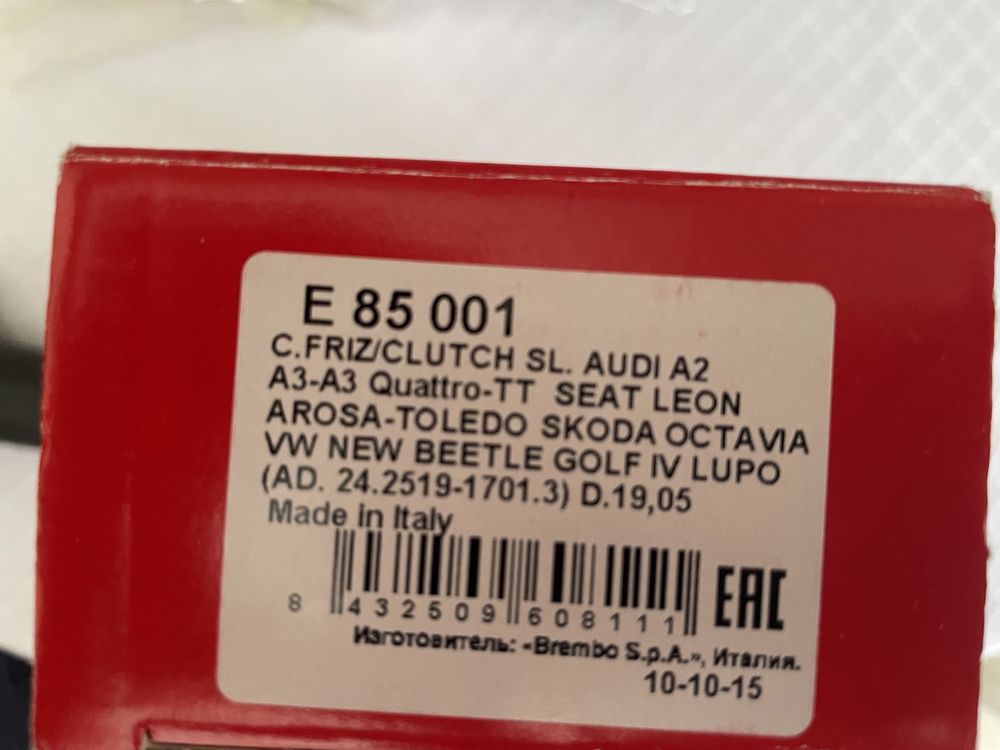 E 85 001
C.FRIZ/CLUTCH SL. AUDI A2
A3-A3 Quattro-TT SEAT LEON
AROSA-TOLEDO SKODA OCTAVIA
VW NEW BEETLE GOLF IV LUPO
(AD. 24.2519-1701.3) D.19,05
Made in Italy
8 432509 608111
EAC
Изготовитель: «Brembo S.p.A.», Италия.
10-10-15